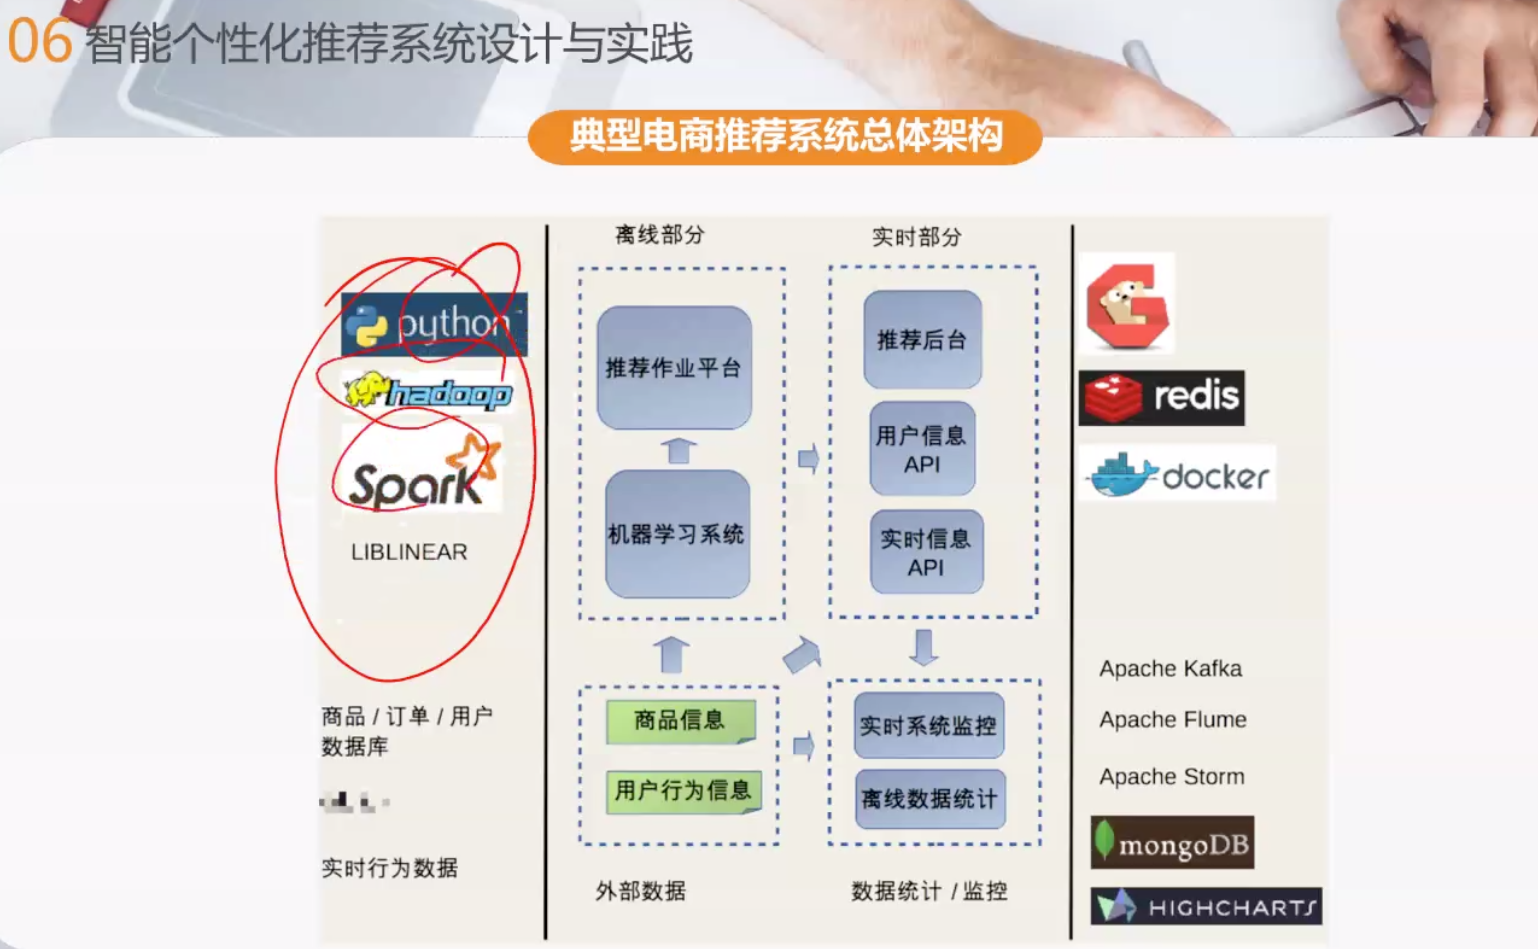 06 智能个性化推荐系统设计与实践
典型电商推荐系统总体架构
python
hadoop
Spark
LIBLINEAR
商品 / 订单 / 用户
数据库
实时行为数据
离线部分
推荐作业平台
机器学习系统
商品信息
用户行为信息
外部数据
实时部分
推荐后台
用户信息
API
实时信息
API
实时系统监控
离线数据统计
数据统计 / 监控
redis
docker
Apache Kafka
Apache Flume
Apache Storm
mongoDB
HIGHCHARTS